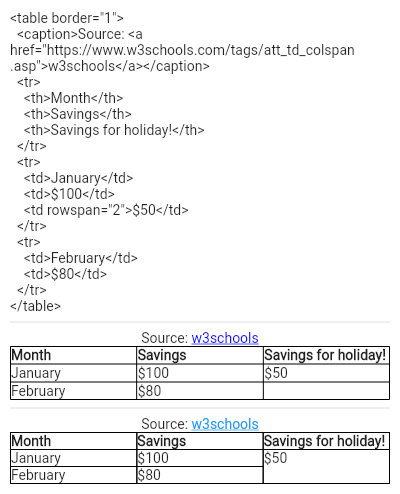 <table border="1">
<caption>Source: <a
href="https://www.w3schools.com/tags/att_td_colspan
.asp">w3schools</a></caption>
<tr>
<th>Month</th>
<th>Savings</th>
<th>Savings for holiday!</th>
</tr>
<tr>
<td>January</td>
<td>$100</td>
<td rowspan="2">$50</td>
</tr>
<tr>
<td>February</td>
<td>$80</td>
</tr>
</table>
Source: w3schools
Month Savings Savings for holiday!
January $100 $50
February $80
Source: w3schools
Month Savings Savings for holiday!
January $100 $50
February $80